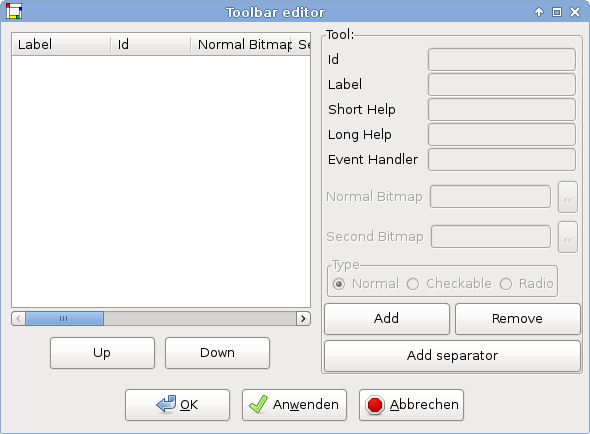 Toolbar editor
Label Id Normal Bitmap Se
Tool:
Id
Label
Short Help
Long Help
Event Handler
Normal Bitmap ..
Second Bitmap ..
Type
Normal Checkable Radio
Add Remove
Add separator
Up Down
OK Anwenden Abbrechen